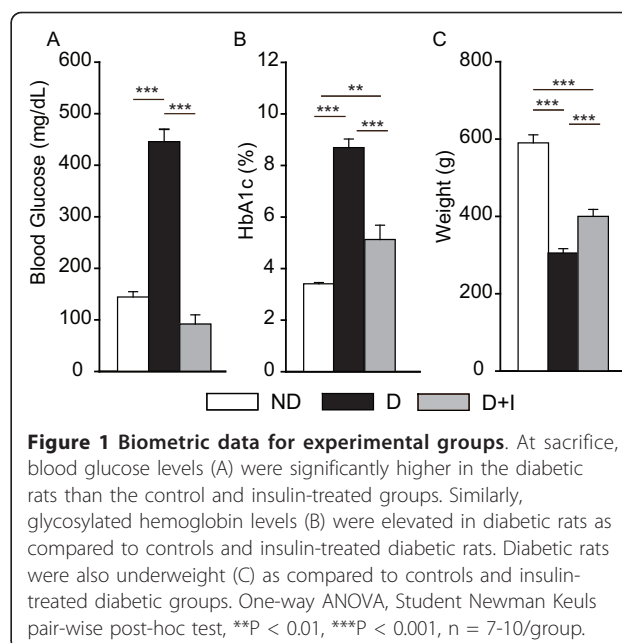 A
B
C
Blood Glucose (mg/dL)
600
500
400
300
200
100
0
***
***
HbA1c (%)
12
10
8
6
4
2
0
**
***
***
Weight (g)
800
600
400
200
0
***
***
***
ND D D+I
Figure 1 Biometric data for experimental groups. At sacrifice,
blood glucose levels (A) were significantly higher in the diabetic
rats than the control and insulin-treated groups. Similarly,
glycosylated hemoglobin levels (B) were elevated in diabetic rats as
compared to controls and insulin-treated diabetic rats. Diabetic rats
were also underweight (C) as compared to controls and insulin-
treated diabetic groups. One-way ANOVA, Student Newman Keuls
pair-wise post-hoc test, **P < 0.01, ***P < 0.001, n = 7-10/group.